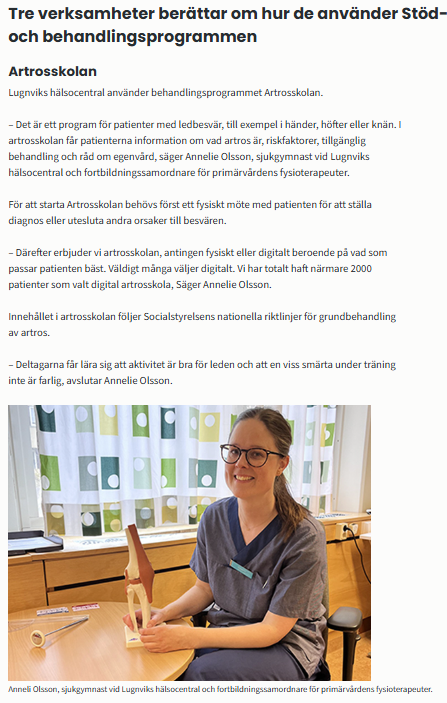 Tre verksamheter berättar om hur de använder Stöd-
och behandlingsprogrammen
Artrosskolan
Lugnviks hälsocentral använder behandlingsprogrammet Artrosskolan.
– Det är ett program för patienter med ledbesvär, till exempel i händer, höfter eller knän. I
artrosskolan får patienterna information om vad artros är, riskfaktorer, tillgänglig
behandling och råd om egenvård, säger Annelie Olsson, sjukgymnast vid Lugnviks
hälsocentral och fortbildningssamordnare för primärvårdens fysioterapeuter.
För att starta Artrosskolan behövs först ett fysiskt möte med patienten för att ställa
diagnos eller utesluta andra orsaker till besvären.
– Därefter erbjuder vi artrosskolan, antingen fysiskt eller digitalt beroende på vad som
passar patienten bäst. Väldigt många väljer digitalt. Vi har totalt haft närmare 2000
patienter som valt digital artrosskola, Säger Annelie Olsson.
Innehållet i artrosskolan följer Socialstyrelsens nationella riktlinjer för grundbehandling
av artros.
– Deltagarna får lära sig att aktivitet är bra för leden och att en viss smärta under träning
inte är farlig, avslutar Annelie Olsson.
Anneli Olsson, sjukgymnast vid Lugnviks hälsocentral och fortbildningssamordnare för primärvårdens fysioterapeuter.